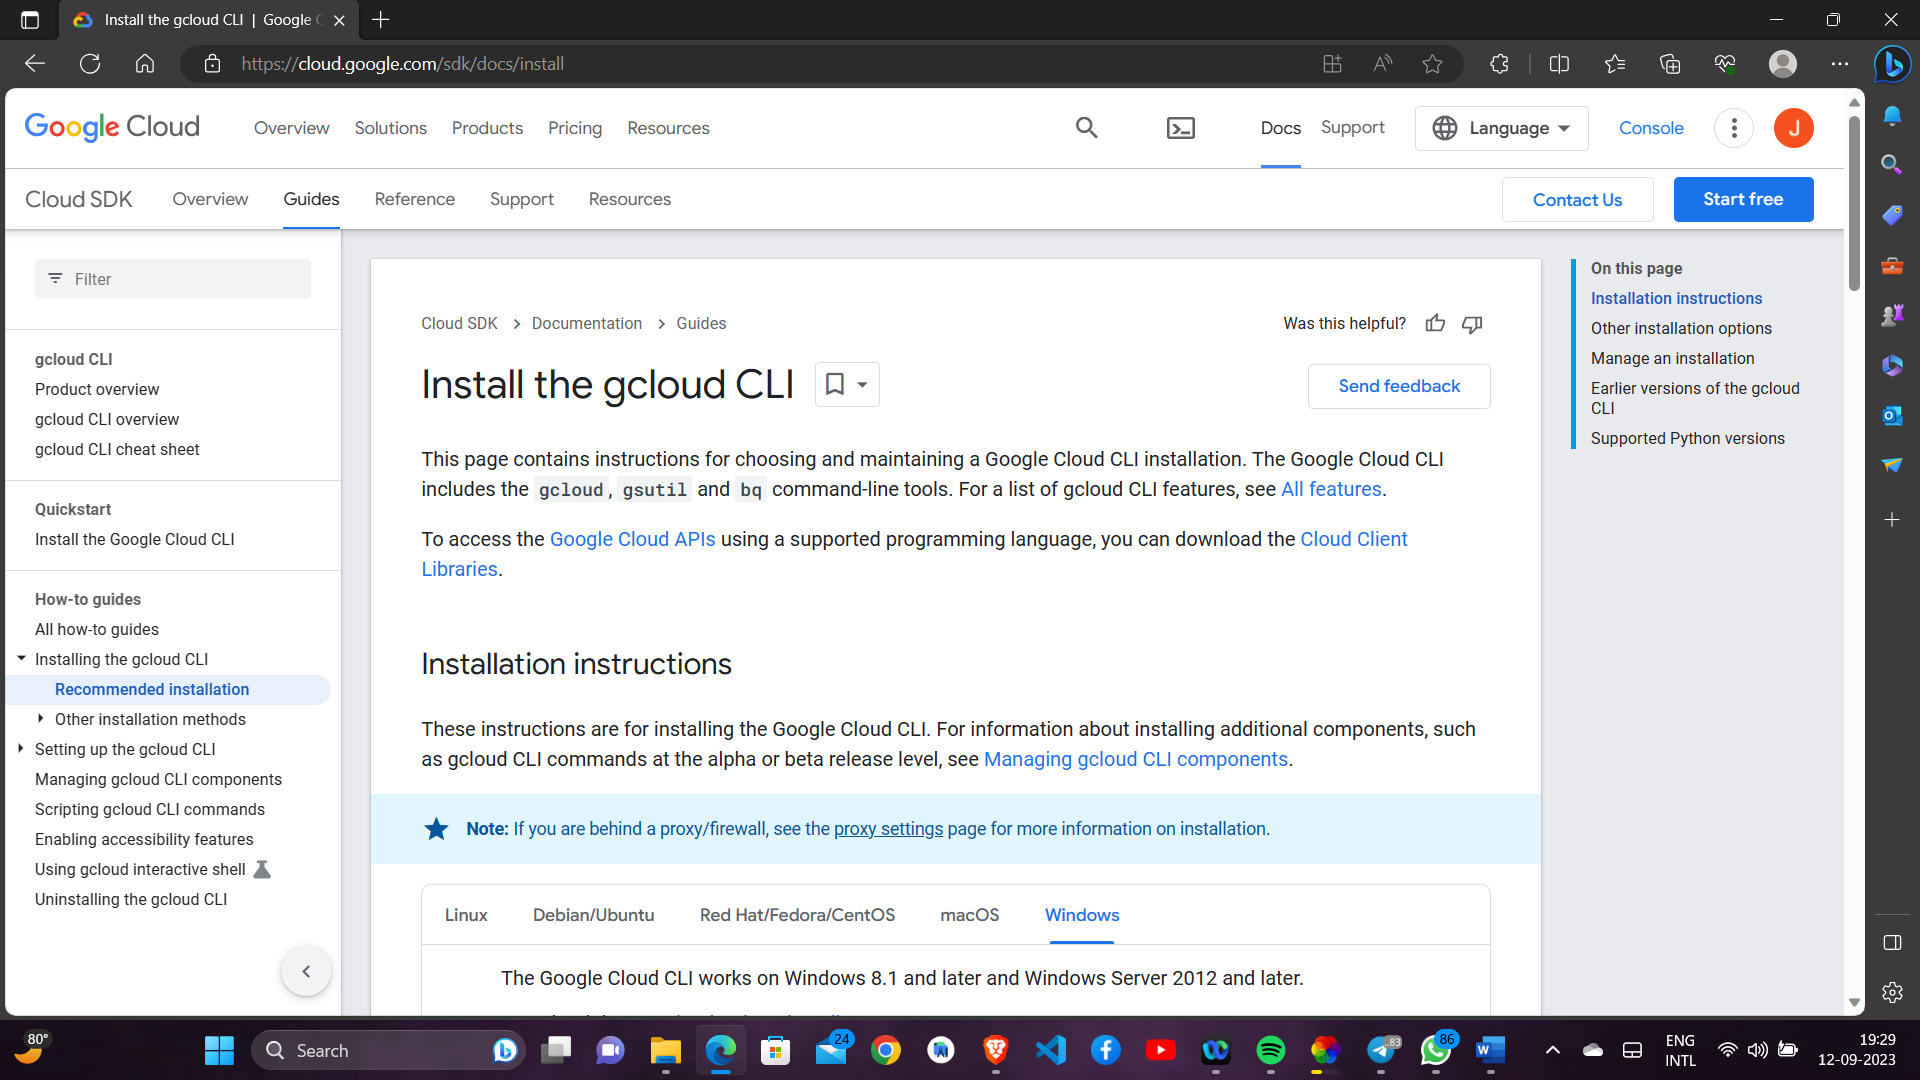 Install the gcloud CLI | Google C
https://cloud.google.com/sdk/docs/install
Google Cloud
Overview
Solutions
Products
Pricing
Resources
Docs
Support
Language
Console
J
Cloud SDK
Overview
Guides
Reference
Support
Resources
Contact Us
Start free
Filter
gcloud CLI
Product overview
gcloud CLI overview
gcloud CLI cheat sheet
Quickstart
Install the Google Cloud CLI
How-to guides
All how-to guides
Installing the gcloud CLI
Recommended installation
Other installation methods
Setting up the gcloud CLI
Managing gcloud CLI components
Scripting gcloud CLI commands
Enabling accessibility features
Using gcloud interactive shell
Uninstalling the gcloud CLI
Cloud SDK > Documentation > Guides
Was this helpful?
Install the gcloud CLI
Send feedback
This page contains instructions for choosing and maintaining a Google Cloud CLI installation. The Google Cloud CLI
includes the gcloud, gsutil and bq command-line tools. For a list of gcloud CLI features, see All features.
To access the Google Cloud APIs using a supported programming language, you can download the Cloud Client
Libraries.
Installation instructions
These instructions are for installing the Google Cloud CLI. For information about installing additional components, such
as gcloud CLI commands at the alpha or beta release level, see Managing gcloud CLI components.
Note: If you are behind a proxy/firewall, see the proxy settings page for more information on installation.
Linux
Debian/Ubuntu
Red Hat/Fedora/CentOS
macOS
Windows
The Google Cloud CLI works on Windows 8.1 and later and Windows Server 2012 and later.
On this page
Installation instructions
Other installation options
Manage an installation
Earlier versions of the gcloud
CLI
Supported Python versions
80°
Search
24
83
86
ENG
INTL
19:29
12-09-2023